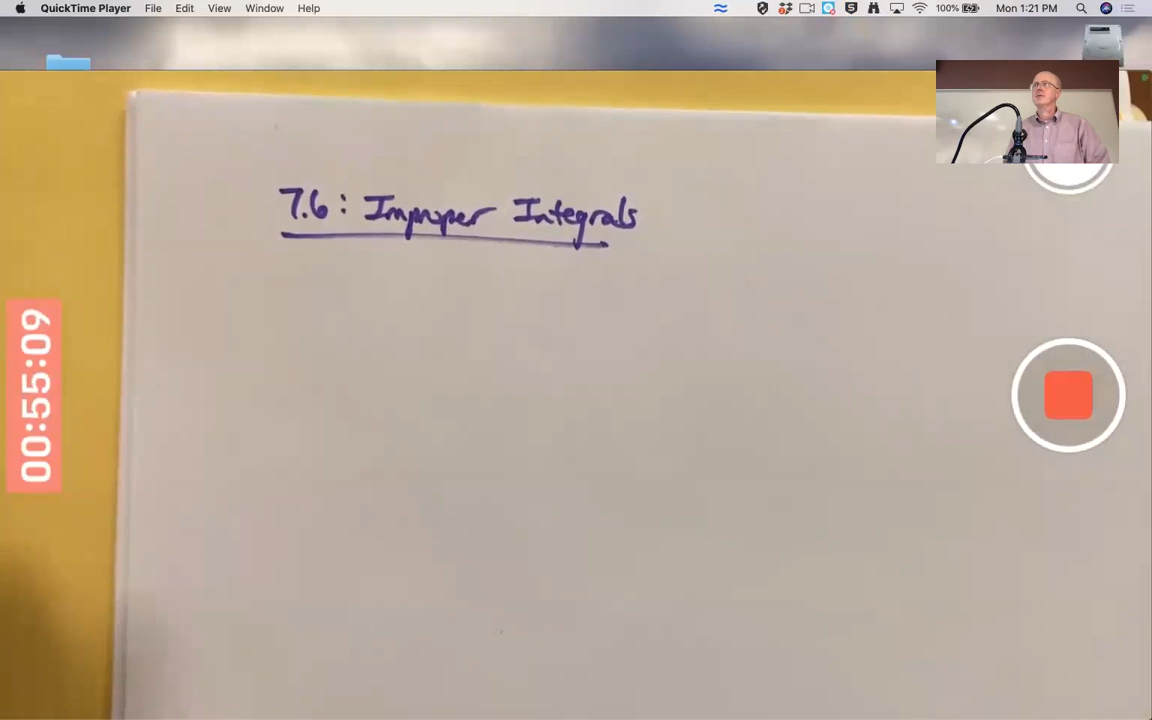 QuickTime Player File Edit View Window Help 100% Mon 1:21 PM
7.6: Improper Integrals
00:55:09